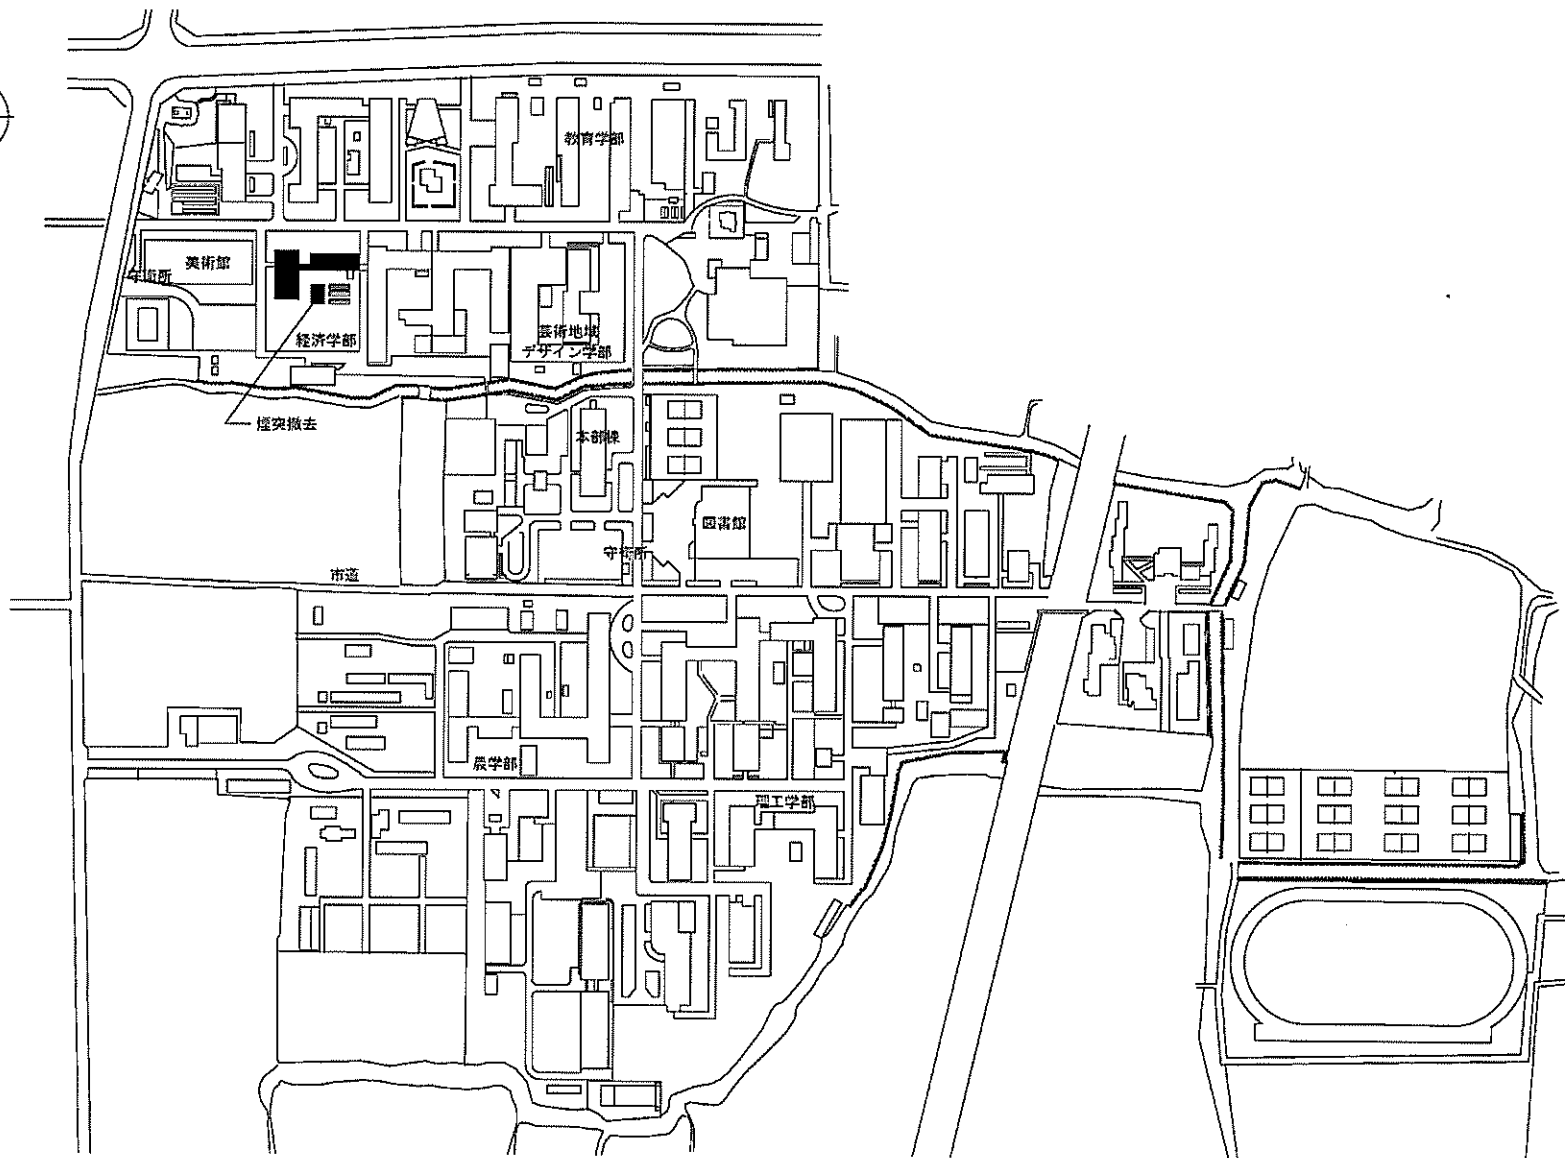 教育学部
美術館
守衛所
経済学部
芸術地域
デザイン学部
煙突撤去
本部棟
図書館
守衛所
市道
農学部
理工学部